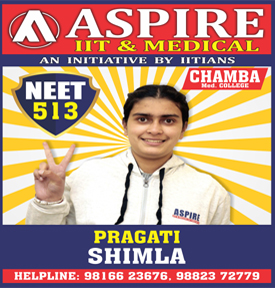 ASPIRE
IIT & MEDICAL
AN INITIATIVE BY IITIANS
CHAMBA
Med. COLLEGE
NEET
513
ASPIRE
PRAGATI
SHIMLA
HELPLINE: 98166 23676. 98823 72779